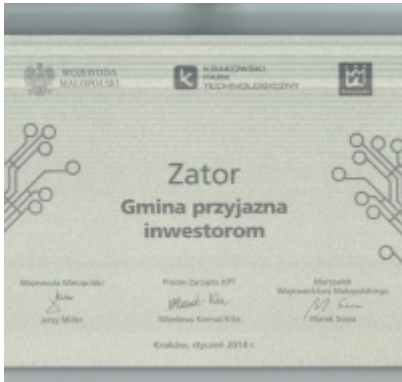 WOJEWODA
MAŁOPOLSKI
KRAKOWSKI
PARK
TECHNOLOGICZNY
Zator
Gmina przyjazna
inwestorom
Wojewoda Małopolski
Jerzy Miller
Prezes Zarządu KPT
Marszałek
Województwa Małopolskiego
Marek Sowa
Kraków, styczeń 2014 r.